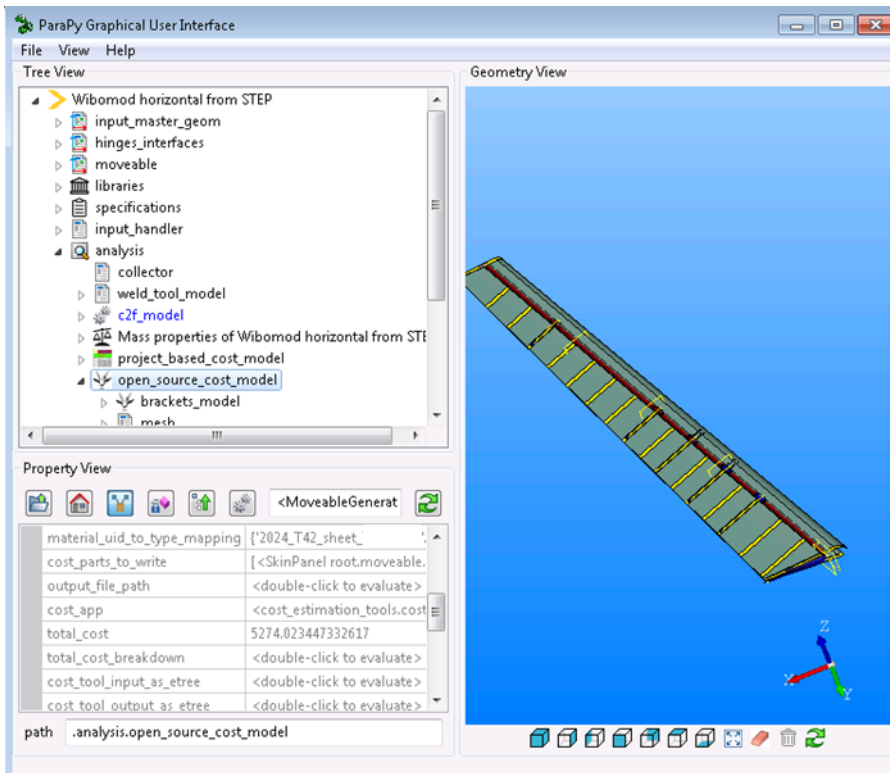 ParaPy Graphical User Interface
File View Help
Tree View
Wibomod horizontal from STEP
input_master_geom
hinges_interfaces
moveable
libraries
specifications
input_handler
analysis
collector
weld_tool_model
c2f_model
Mass properties of Wibomod horizontal from STE
project_based_cost_model
open_source_cost_model
brackets_model
mesh
Property View
<MoveableGenerat
material_uid_to_type_mapping {'2024_T42_sheet_ '.
cost_parts_to_write [<SkinPanel root.moveable.
output_file_path <double-click to evaluate>
cost_app <cost_estimation_tools.cost
total_cost 5274.023447332617
total_cost_breakdown <double-click to evaluate>
cost_tool_input_as_etree <double-click to evaluate>
cost_tool_output_as_etree <double-click to evaluate>
path .analysis.open_source_cost_model
Geometry View
Z
X
Y